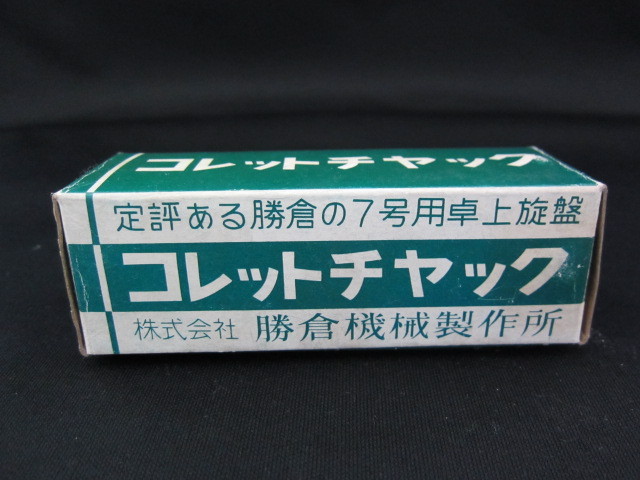 コレットチヤック
定評ある勝倉の7号用卓上旋盤
コレットチヤック
株式会社 勝倉機械製作所